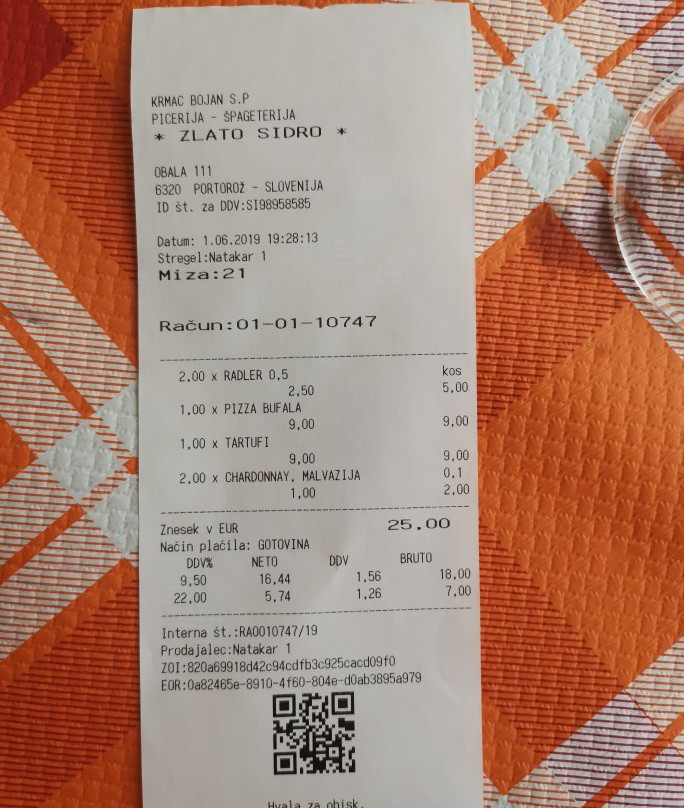 KRMAC BOJAN S.P
PICERIJA - ŠPAGETERIJA
* ZLATO SIDRO *
OBALA 111
6320 PORTOROŽ - SLOVENIJA
ID št. za DDV:SI98958585
Datum: 1.06.2019 19:28:13
Stregel:Natakar 1
Miza:21
Račun:01-01-10747
2,00 x RADLER 0,5 kos
2,50 5,00
1,00 x PIZZA BUFALA
9,00 9,00
1,00 x TARTUFI
9,00 9,00
2,00 x CHARDONNAY, MALVAZIJA 0,1
1,00 2,00
Znesek v EUR 25.00
Način plačila: GOTOVINA
DDV% NETO DDV BRUTO
9,50 16,44 1,56 18,00
22,00 5,74 1,26 7,00
Interna št.:RA0010747/19
Prodajalec:Natakar 1
ZOI:820a69918d42c94cdfb3c925cacd09f0
EOR:0a82465e-8910-4f60-804e-d0ab3895a979
Hvala za obisk.